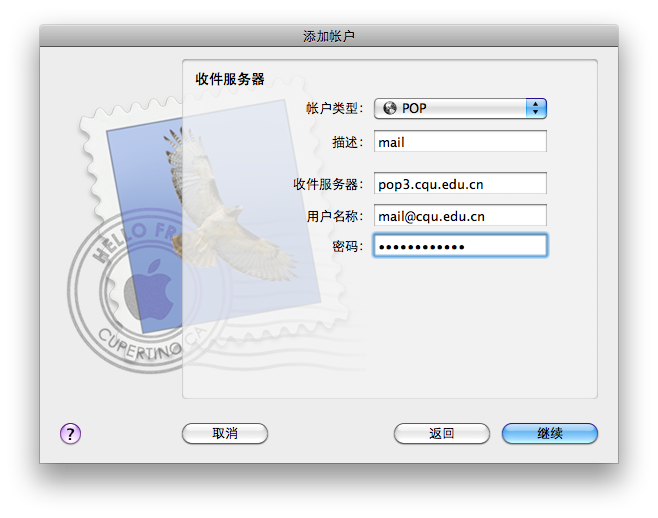 添加帐户
收件服务器
帐户类型： POP
描述： mail
收件服务器： pop3.cqu.edu.cn
用户名称： mail@cqu.edu.cn
密码： ••••••••••••
HELLO FR
CUPERTINO, CA
?
取消
返回
继续